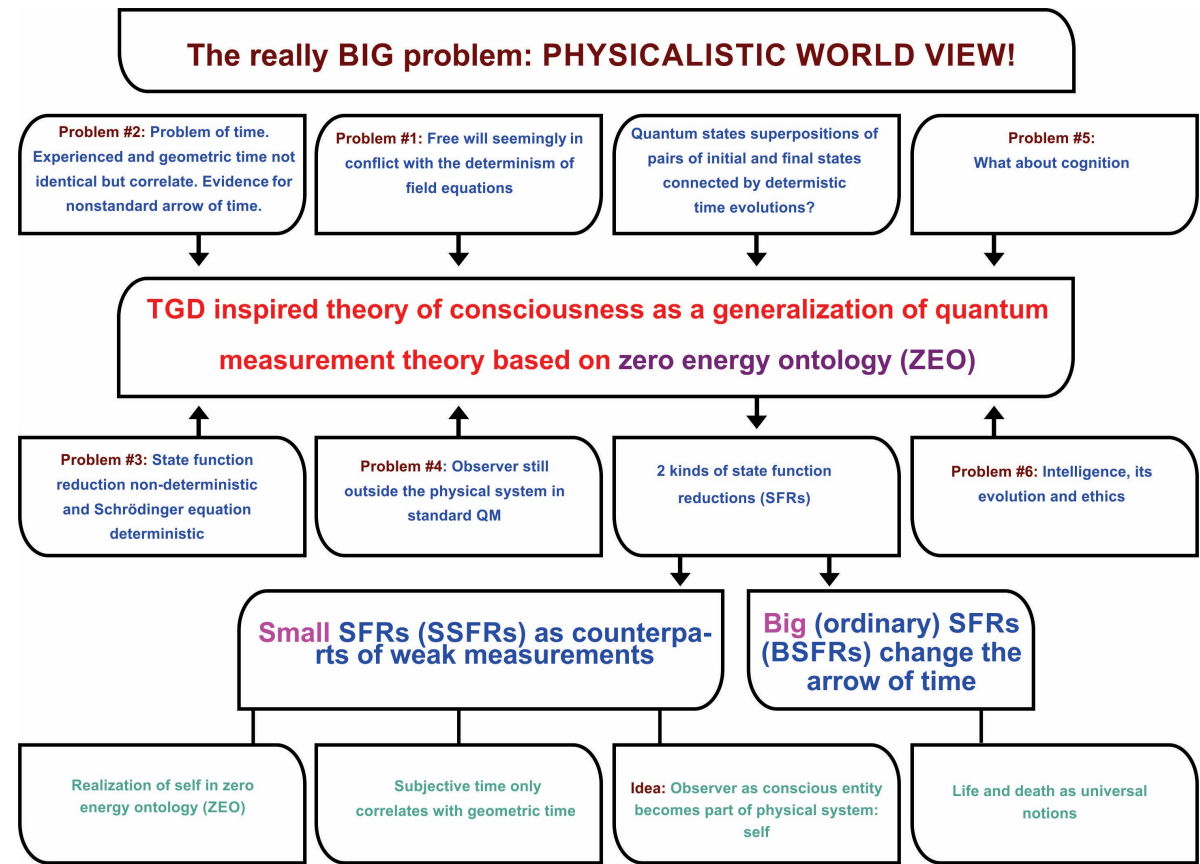 The really BIG problem: PHYSICALISTIC WORLD VIEW!
Problem #2: Problem of time.
Experienced and geometric time not
identical but correlate. Evidence for
nonstandard arrow of time.
Problem #1: Free will seemingly in
conflict with the determinism of
field equations
Quantum states superpositions of
pairs of initial and final states
connected by determistic
time evolutions?
Problem #5:
What about cognition
TGD inspired theory of consciousness as a generalization of quantum
measurement theory based on zero energy ontology (ZEO)
Problem #3: State function
reduction non-deterministic
and Schrödinger equation
deterministic
Problem #4: Observer still
outside the physical system in
standard QM
2 kinds of state function
reductions (SFRs)
Problem #6: Intelligence, its
evolution and ethics
Small SFRs (SSFRs) as counterpa-
rts of weak measurements
Big (ordinary) SFRs
(BSFRs) change the
arrow of time
Realization of self in zero
energy ontology (ZEO)
Subjective time only
correlates with geometric time
Idea: Observer as conscious entity
becomes part of physical system:
self
Life and death as universal
notions